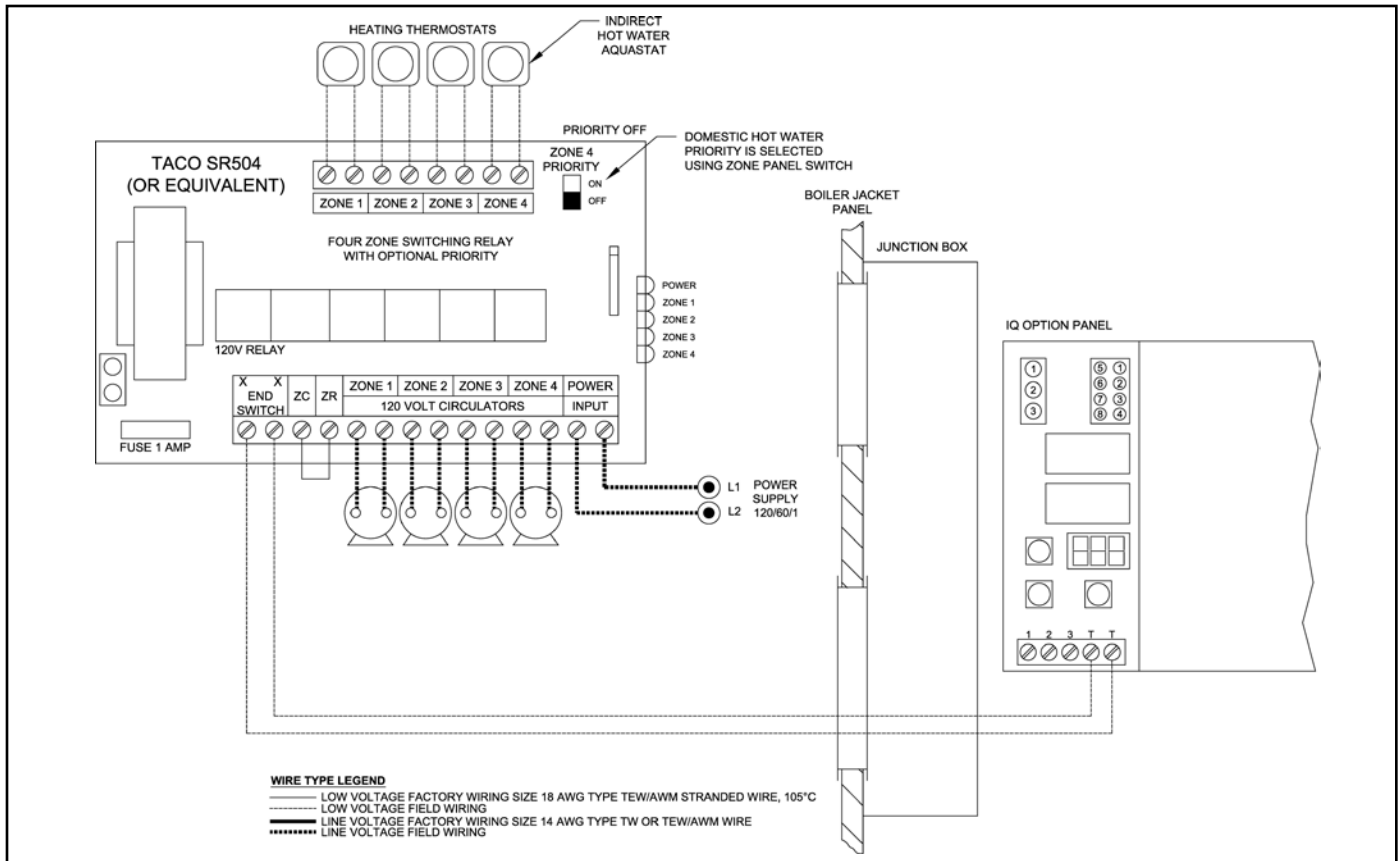 HEATING THERMOSTATS
INDIRECT
HOT WATER
AQUASTAT
PRIORITY OFF
TACO SR504
(OR EQUIVALENT)
ZONE 4
PRIORITY
ON
OFF
DOMESTIC HOT WATER
PRIORITY IS SELECTED
USING ZONE PANEL SWITCH
ZONE 1 ZONE 2 ZONE 3 ZONE 4
FOUR ZONE SWITCHING RELAY
WITH OPTIONAL PRIORITY
BOILER JACKET
PANEL
JUNCTION BOX
POWER
ZONE 1
ZONE 2
ZONE 3
ZONE 4
120V RELAY
IQ OPTION PANEL
1
2
3
5 1
6 2
7 3
8 4
X X
END
SWITCH
ZC ZR
ZONE 1 ZONE 2 ZONE 3 ZONE 4 POWER
120 VOLT CIRCULATORS INPUT
FUSE 1 AMP
L1
L2
POWER
SUPPLY
120/60/1
1 2 3 T T
WIRE TYPE LEGEND
LOW VOLTAGE FACTORY WIRING SIZE 18 AWG TYPE TEW/AWM STRANDED WIRE, 105°C
LOW VOLTAGE FIELD WIRING
LINE VOLTAGE FACTORY WIRING SIZE 14 AWG TYPE TW OR TEW/AWM WIRE
LINE VOLTAGE FIELD WIRING